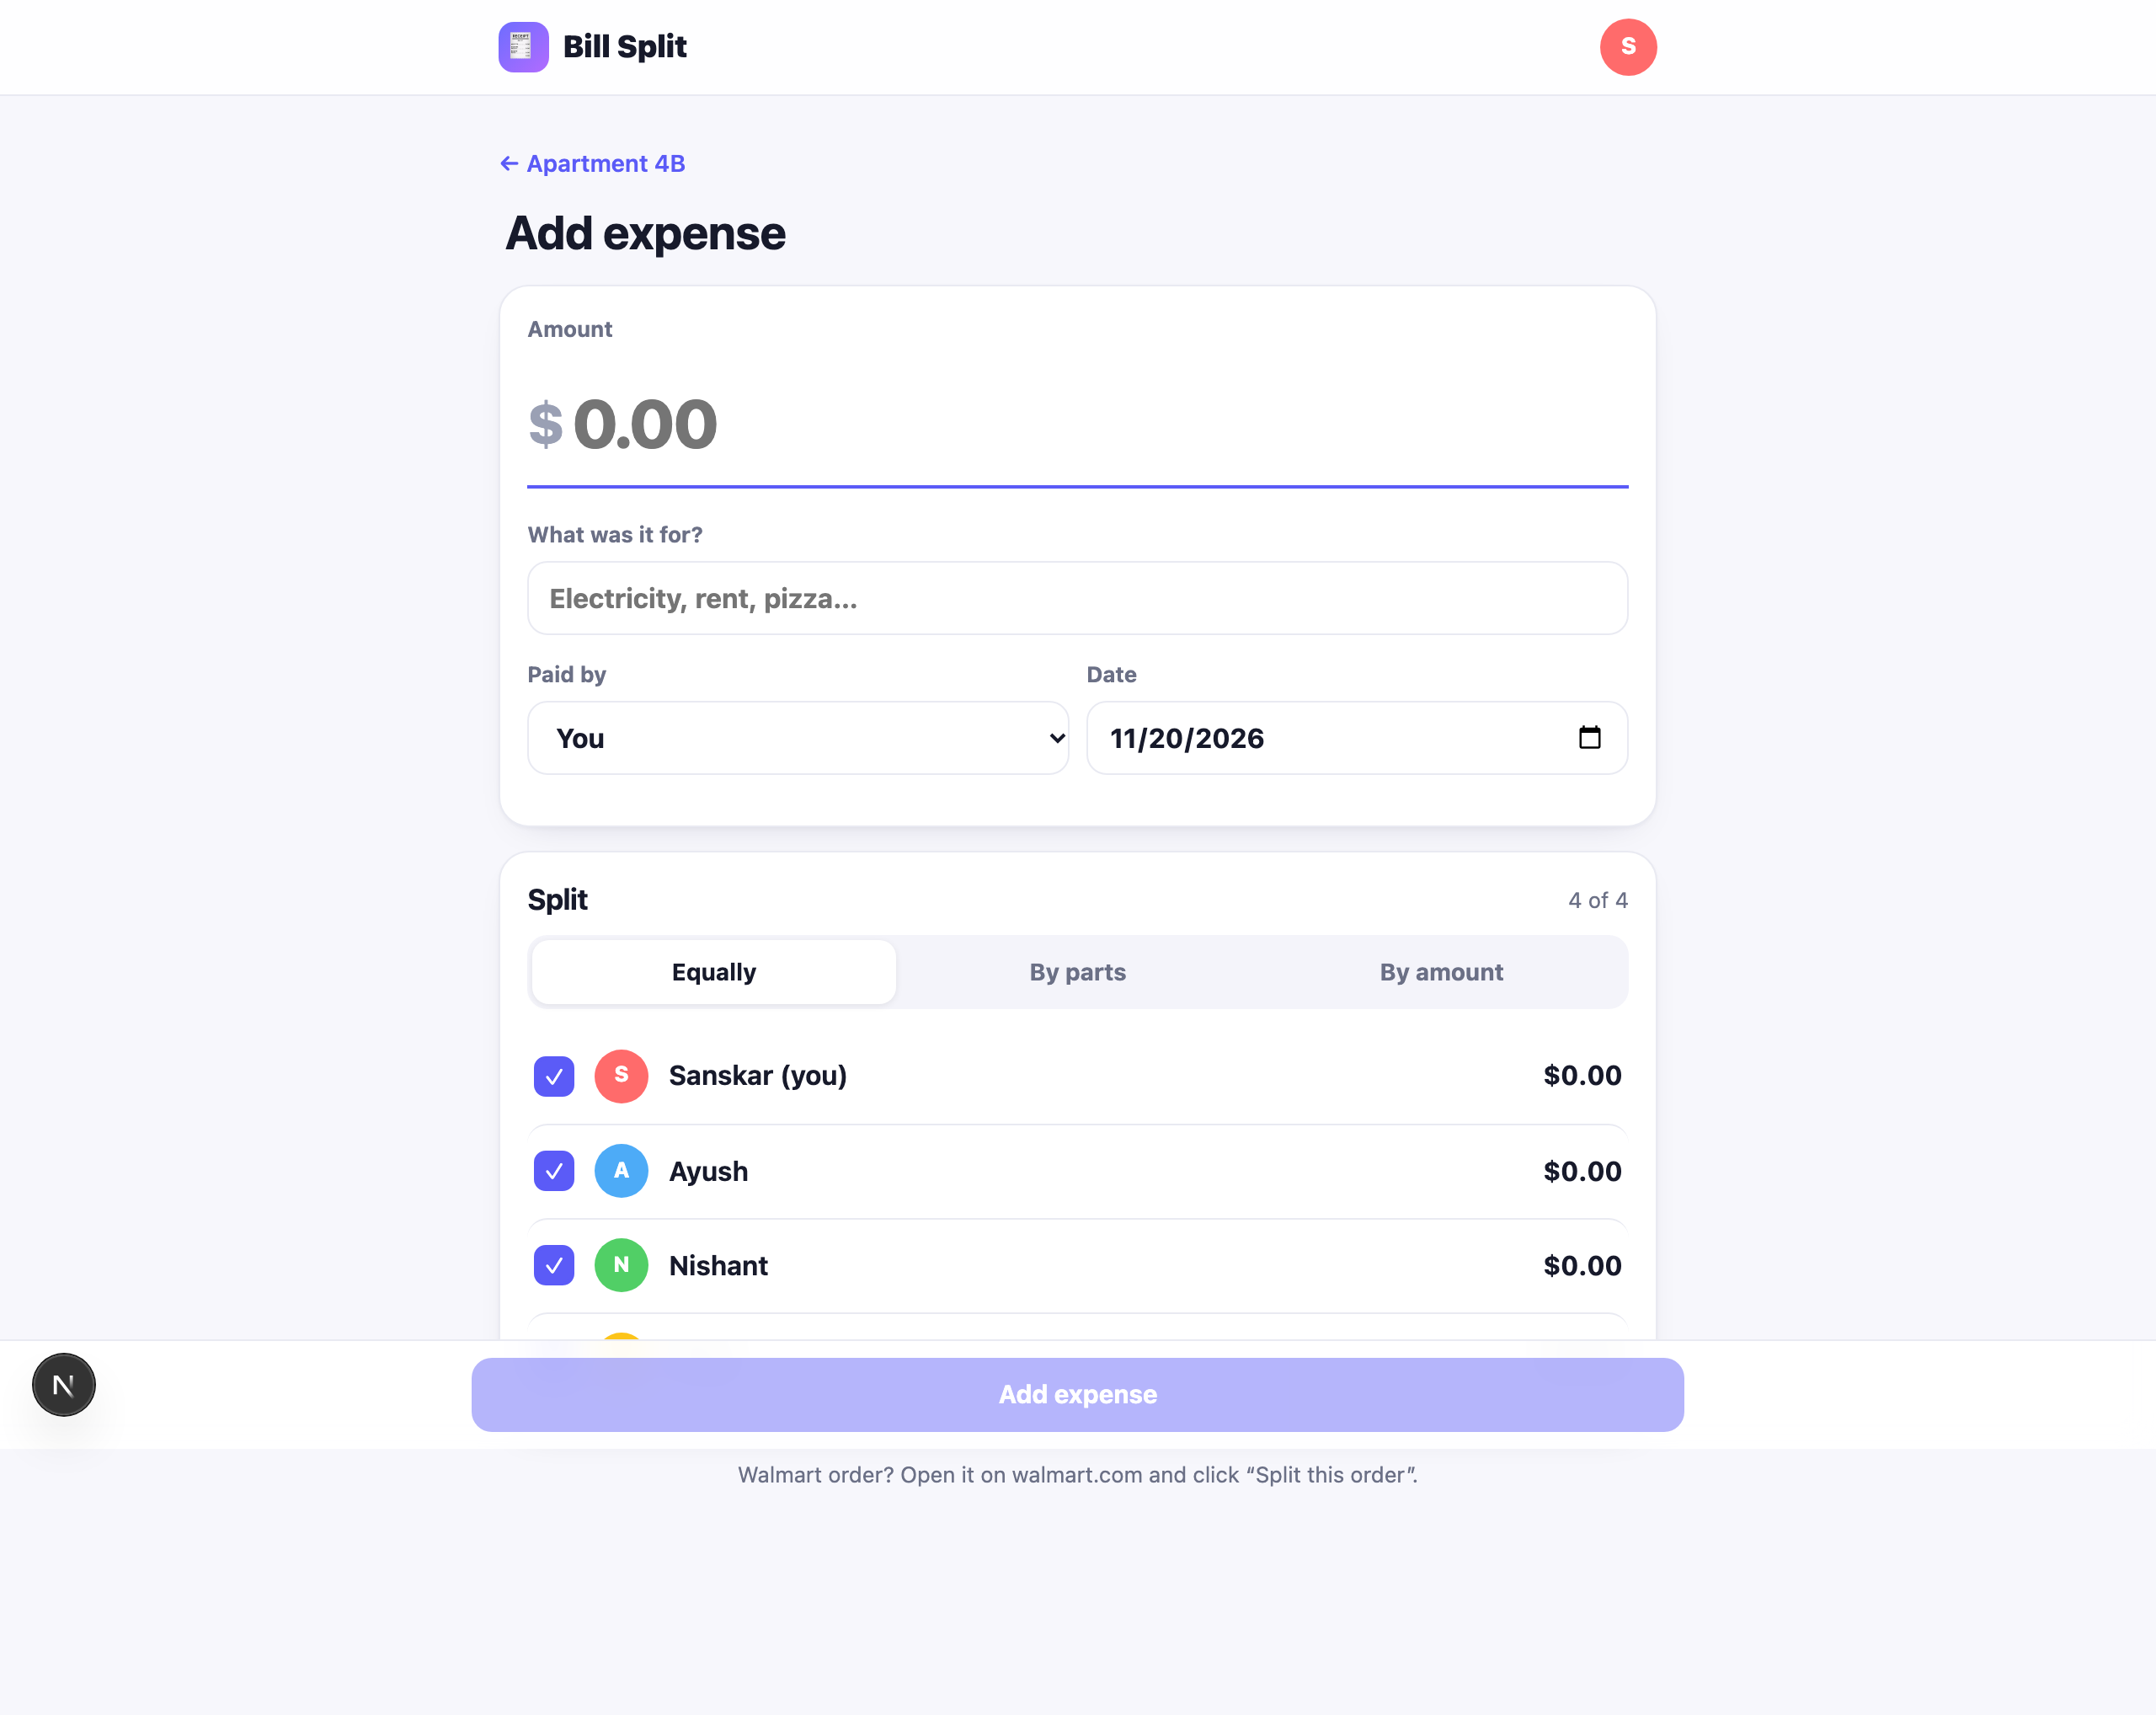 Bill Split
S
← Apartment 4B
Add expense
Amount
$ 0.00
What was it for?
Electricity, rent, pizza...
Paid by
Date
You
11/20/2026
Split
4 of 4
Equally
By parts
By amount
S
Sanskar (you)
$0.00
A
Ayush
$0.00
N
Nishant
$0.00
N
Add expense
Walmart order? Open it on walmart.com and click “Split this order”.